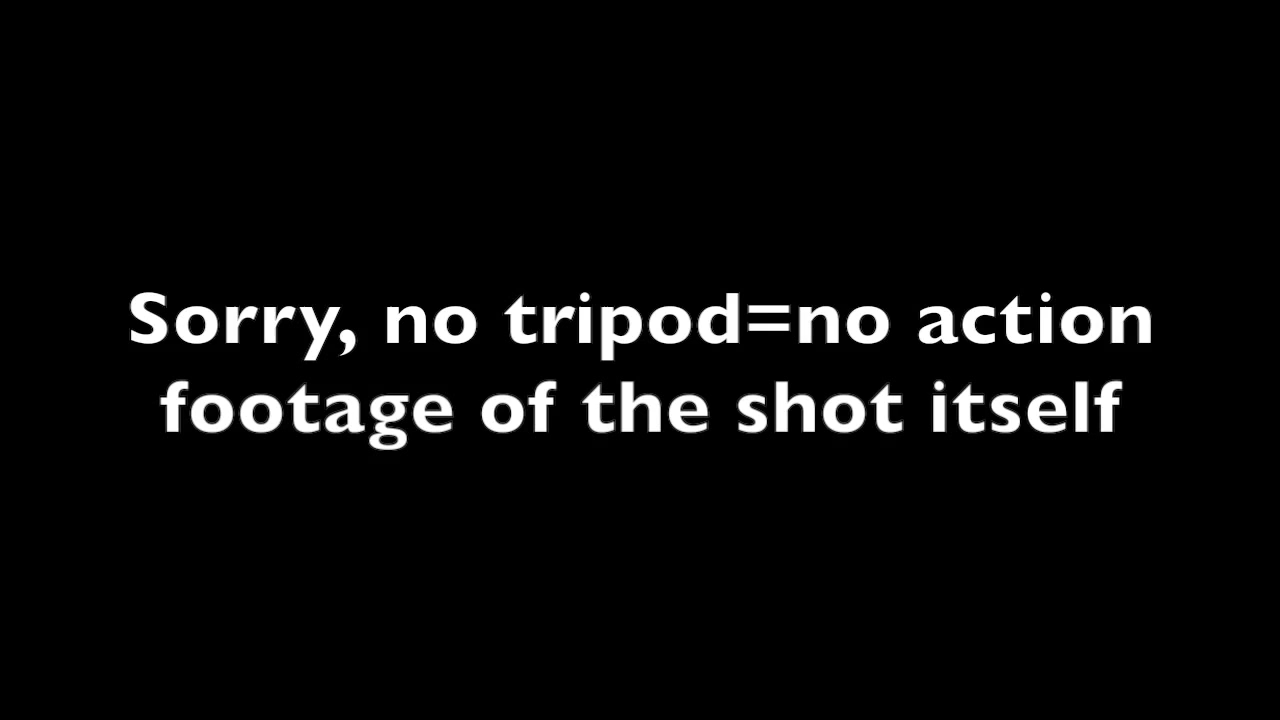 Sorry, no tripod=no action
footage of the shot itself